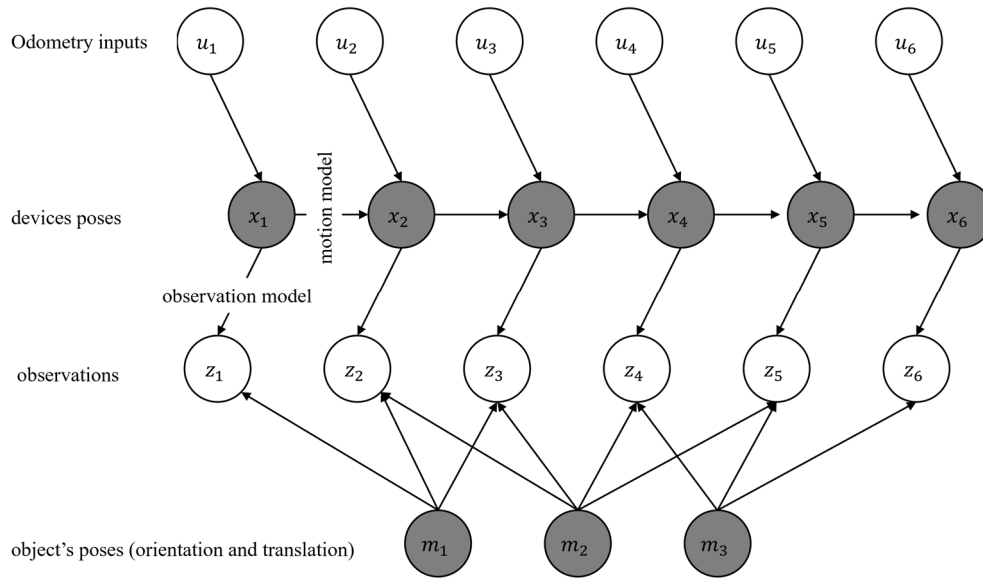 Odometry inputs u₁ u₂ u₃ u₄ u₅ u₆
devices poses x₁ motion model x₂ x₃ x₄ x₅ x₆
observation model
observations z₁ z₂ z₃ z₄ z₅ z₆
object's poses (orientation and translation) m₁ m₂ m₃